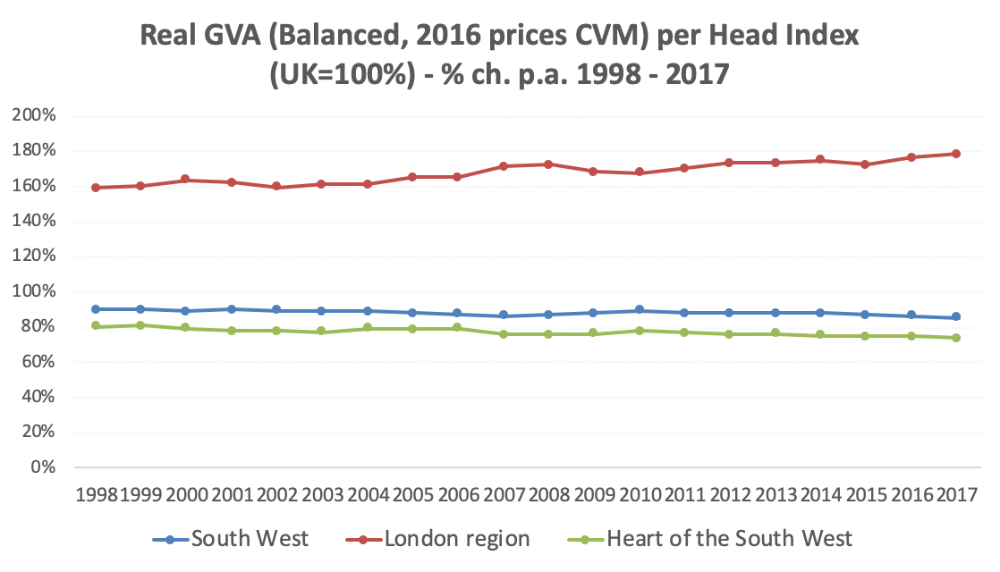 Real GVA (Balanced, 2016 prices CVM) per Head Index
(UK=100%) - % ch. p.a. 1998 - 2017
200%
180%
160%
140%
120%
100%
80%
60%
40%
20%
0%
1998 1999 2000 2001 2002 2003 2004 2005 2006 2007 2008 2009 2010 2011 2012 2013 2014 2015 2016 2017
South West London region Heart of the South West